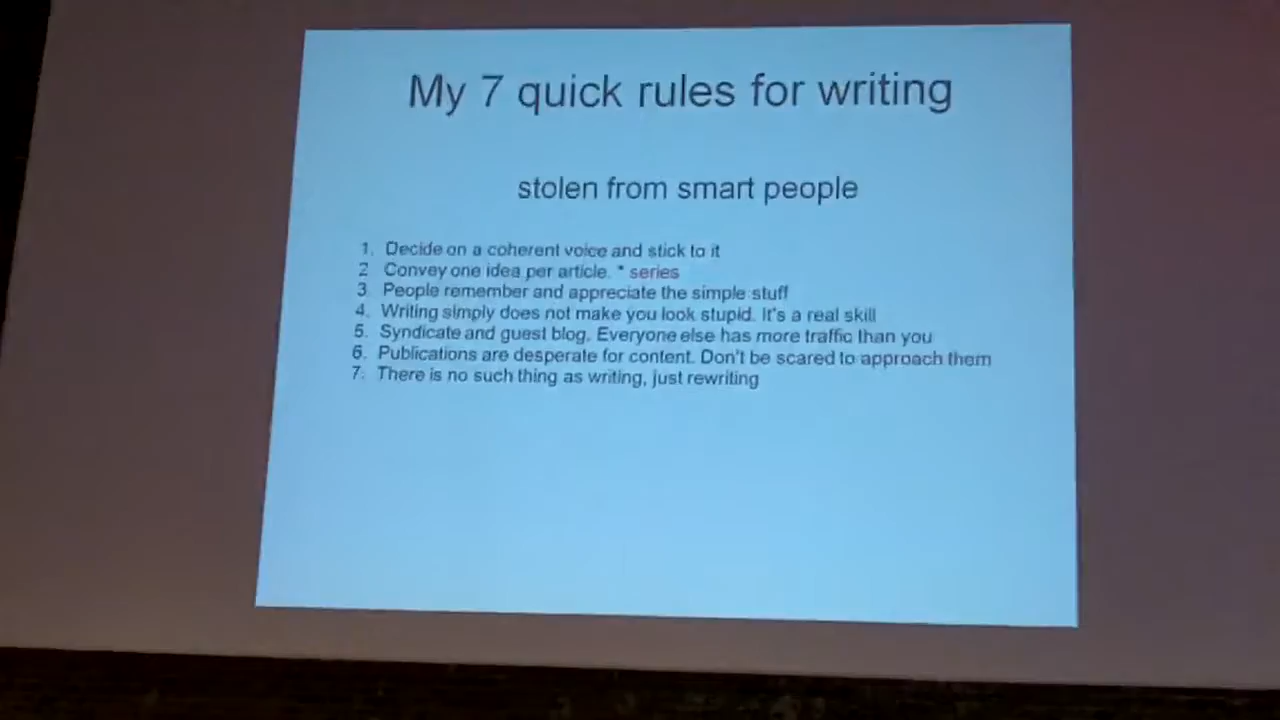 My 7 quick rules for writing
stolen from smart people
1. Decide on a coherent voice and stick to it
2 Convey one idea per article. * series
3. People remember and appreciate the simple stuff
4. Writing simply does not make you look stupid. It's a real skill
5. Syndicate and guest blog. Everyone else has more traffic than you
6. Publications are desperate for content. Don't be scared to approach them
7. There is no such thing as writing, just rewriting